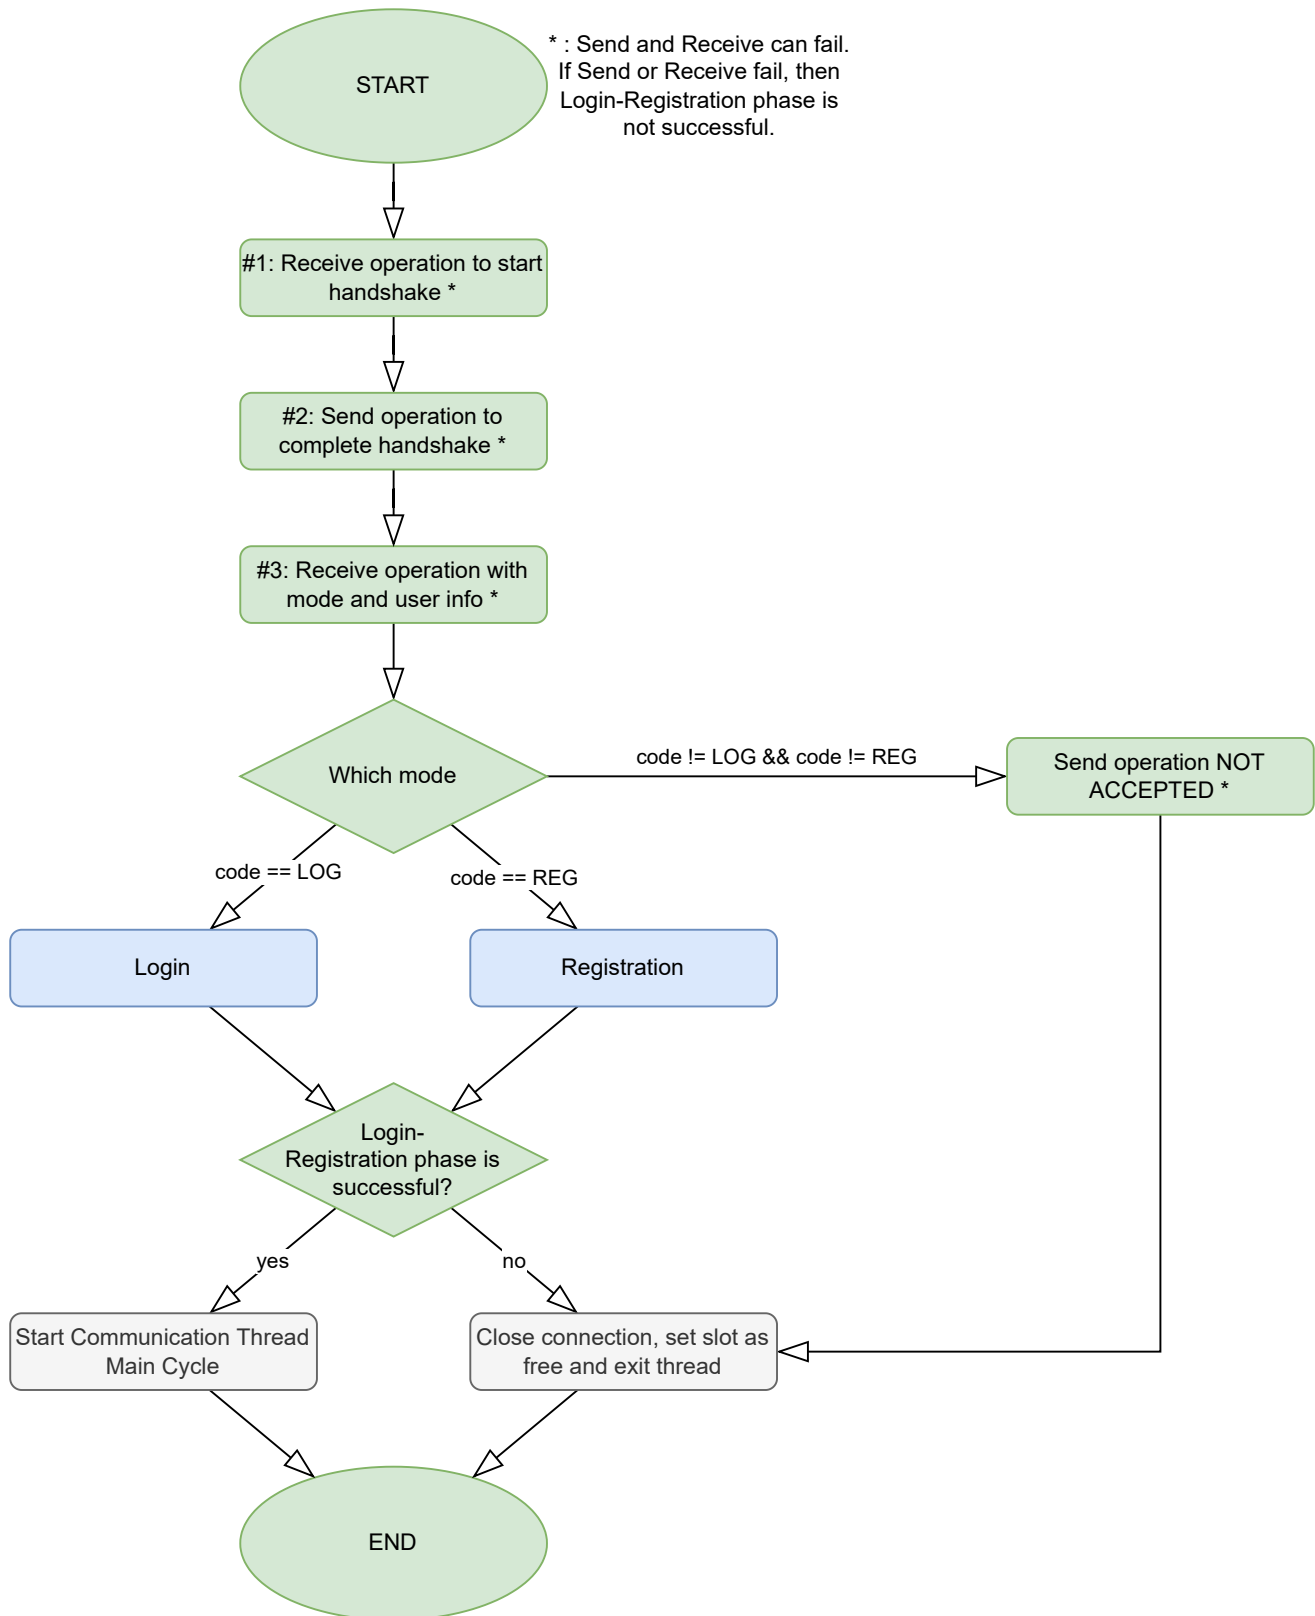 START
* : Send and Receive can fail.
If Send or Receive fail, then
Login-Registration phase is
not successful.
#1: Receive operation to start
handshake *
#2: Send operation to
complete handshake *
#3: Receive operation with
mode and user info *
Which mode
code != LOG && code != REG
Send operation NOT
ACCEPTED *
code == LOG
code == REG
Login
Registration
Login-
Registration phase is
successful?
yes
no
Start Communication Thread
Main Cycle
Close connection, set slot as
free and exit thread
END